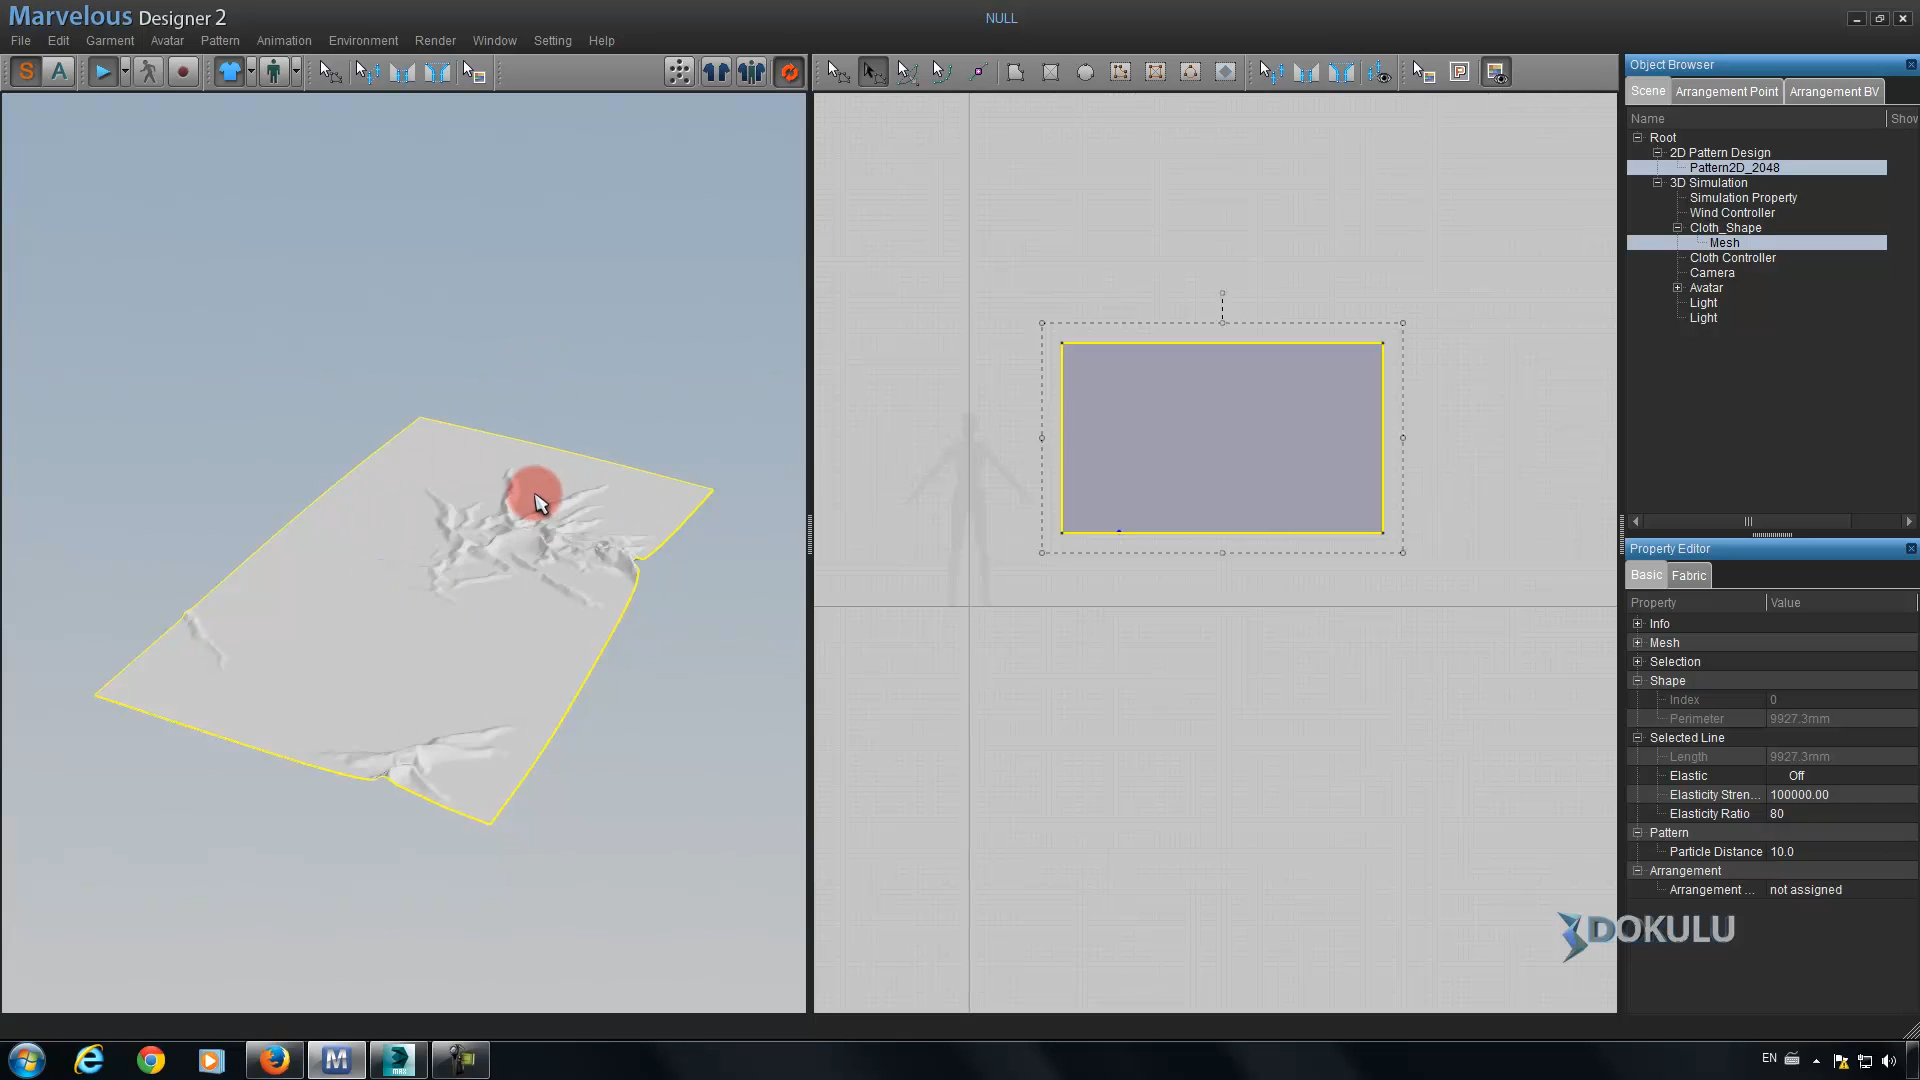 Marvelous Designer 2
NULL
File Edit Garment Avatar Pattern Animation Environment Render Window Setting Help
S A
P
Object Browser
Scene Arrangement Point Arrangement BV
Name Show
Root
2D Pattern Design
Pattern2D_2048
3D Simulation
Simulation Property
Wind Controller
Cloth_Shape
Mesh
Cloth Controller
Camera
Avatar
Light
Light
Property Editor
Basic Fabric
Property Value
Info
Mesh
Selection
Shape
Index 0
Perimeter 9927.3mm
Selected Line
Length 9927.3mm
Elastic Off
Elasticity Stren... 100000.00
Elasticity Ratio 80
Pattern
Particle Distance 10.0
Arrangement
Arrangement ... not assigned
3DOKULU
M MAX
EN